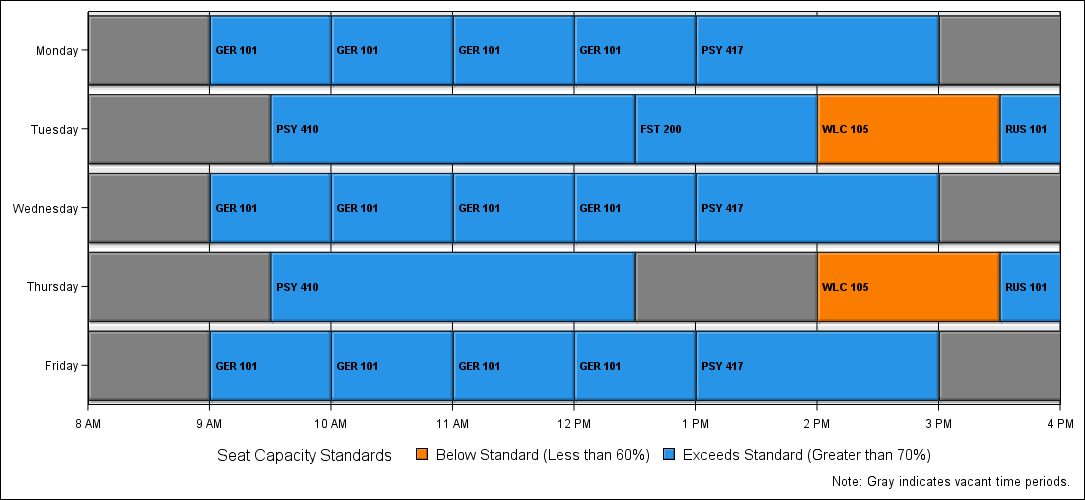 Monday GER 101 GER 101 GER 101 GER 101 PSY 417
Tuesday PSY 410 FST 200 WLC 105 RUS 101
Wednesday GER 101 GER 101 GER 101 GER 101 PSY 417
Thursday PSY 410 WLC 105 RUS 101
Friday GER 101 GER 101 GER 101 GER 101 PSY 417
8 AM 9 AM 10 AM 11 AM 12 PM 1 PM 2 PM 3 PM 4 PM
Seat Capacity Standards Below Standard (Less than 60%) Exceeds Standard (Greater than 70%)
Note: Gray indicates vacant time periods.